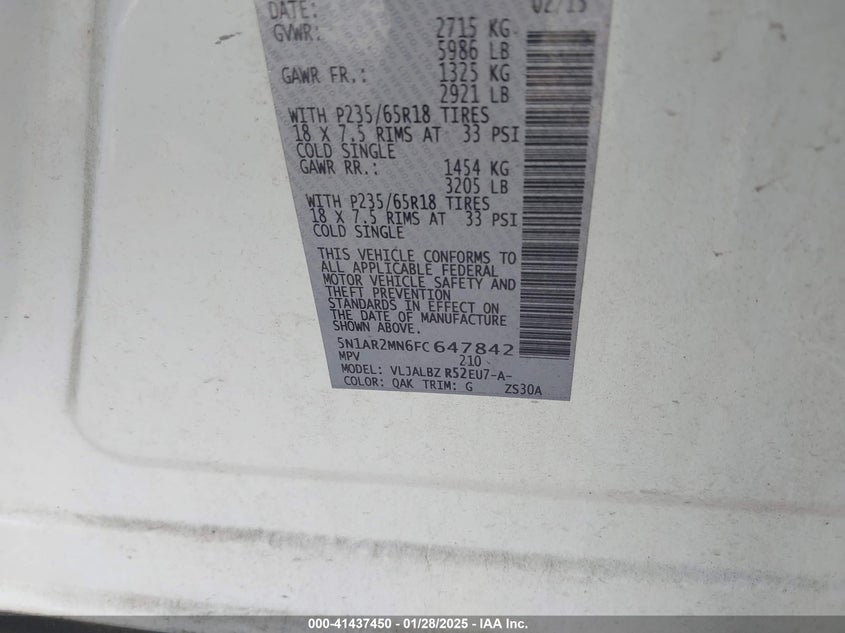 DATE: 02/15
GVWR: 2715 KG
5986 LB
GAWR FR.: 1325 KG
2921 LB
WITH P235/65R18 TIRES
18 X 7.5 RIMS AT 33 PSI
COLD SINGLE
GAWR RR.: 1454 KG
3205 LB
WITH P235/65R18 TIRES
18 X 7.5 RIMS AT 33 PSI
COLD SINGLE
THIS VEHICLE CONFORMS TO
ALL APPLICABLE FEDERAL
MOTOR VEHICLE SAFETY AND
THEFT PREVENTION
STANDARDS IN EFFECT ON
THE DATE OF MANUFACTURE
SHOWN ABOVE.
5N1AR2MN6FC647842
MPV 210
MODEL: VLJALBZ R52EU7-A-
COLOR: QAK TRIM: G ZS30A
000-41437450 - 01/28/2025 - IAA Inc.